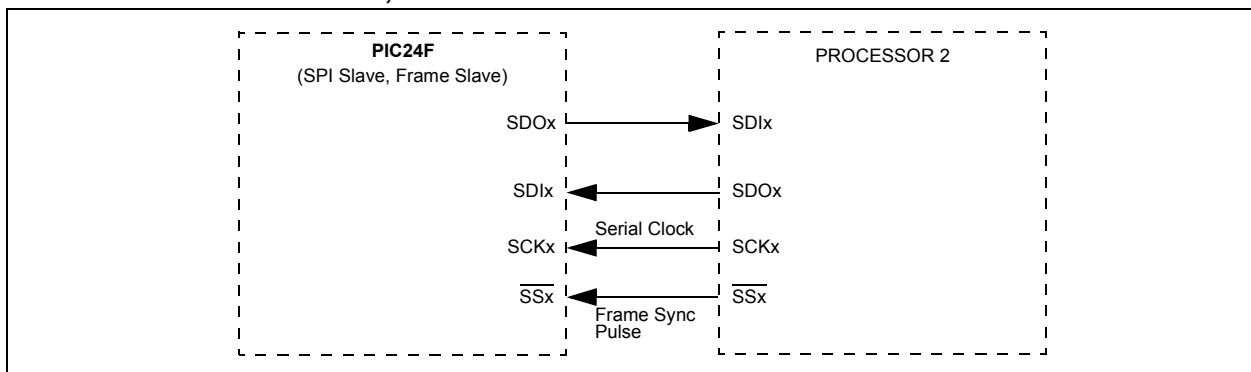 PIC24F
(SPI Slave, Frame Slave)
PROCESSOR 2
SDOx
SDIx
SDIx
SDOx
Serial Clock
SCKx
SCKx
SSx
SSx
Frame Sync
Pulse